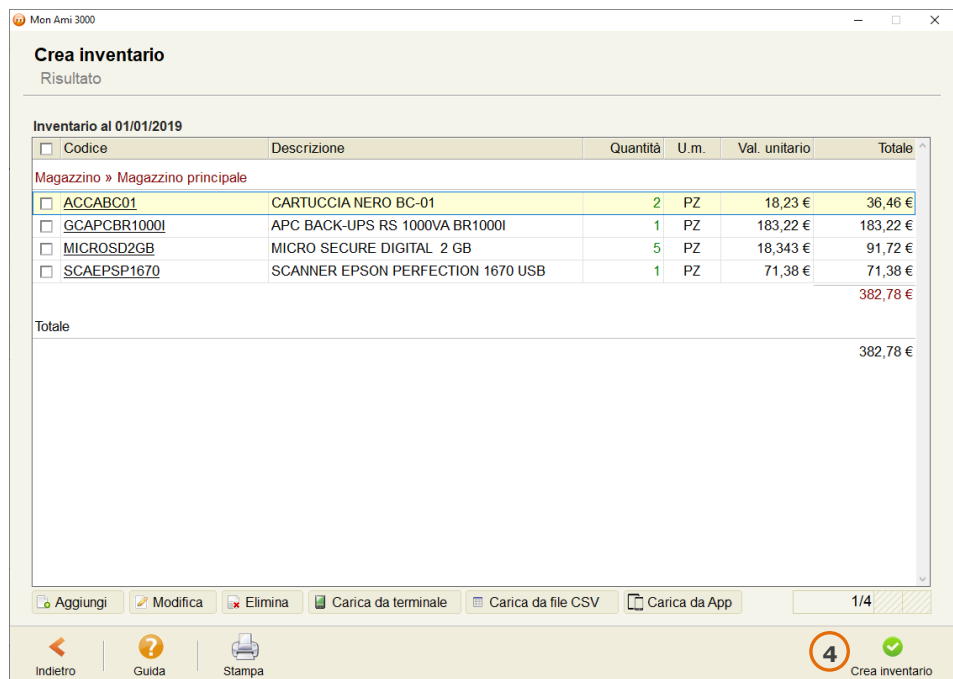 Mon Ami 3000
Crea inventario
Risultato
Inventario al 01/01/2019
Codice Descrizione Quantità U.m. Val. unitario Totale
Magazzino » Magazzino principale
ACCABC01 CARTUCCIA NERO BC-01 2 PZ 18,23 € 36,46 €
GCAPCBR1000I APC BACK-UPS RS 1000VA BR1000I 1 PZ 183,22 € 183,22 €
MICROSD2GB MICRO SECURE DIGITAL 2 GB 5 PZ 18,343 € 91,72 €
SCAEPSP1670 SCANNER EPSON PERFECTION 1670 USB 1 PZ 71,38 € 71,38 €
382,78 €
Totale
382,78 €
Aggiungi Modifica Elimina Carica da terminale Carica da file CSV Carica da App 1/4
4
Indietro Guida Stampa Crea inventario